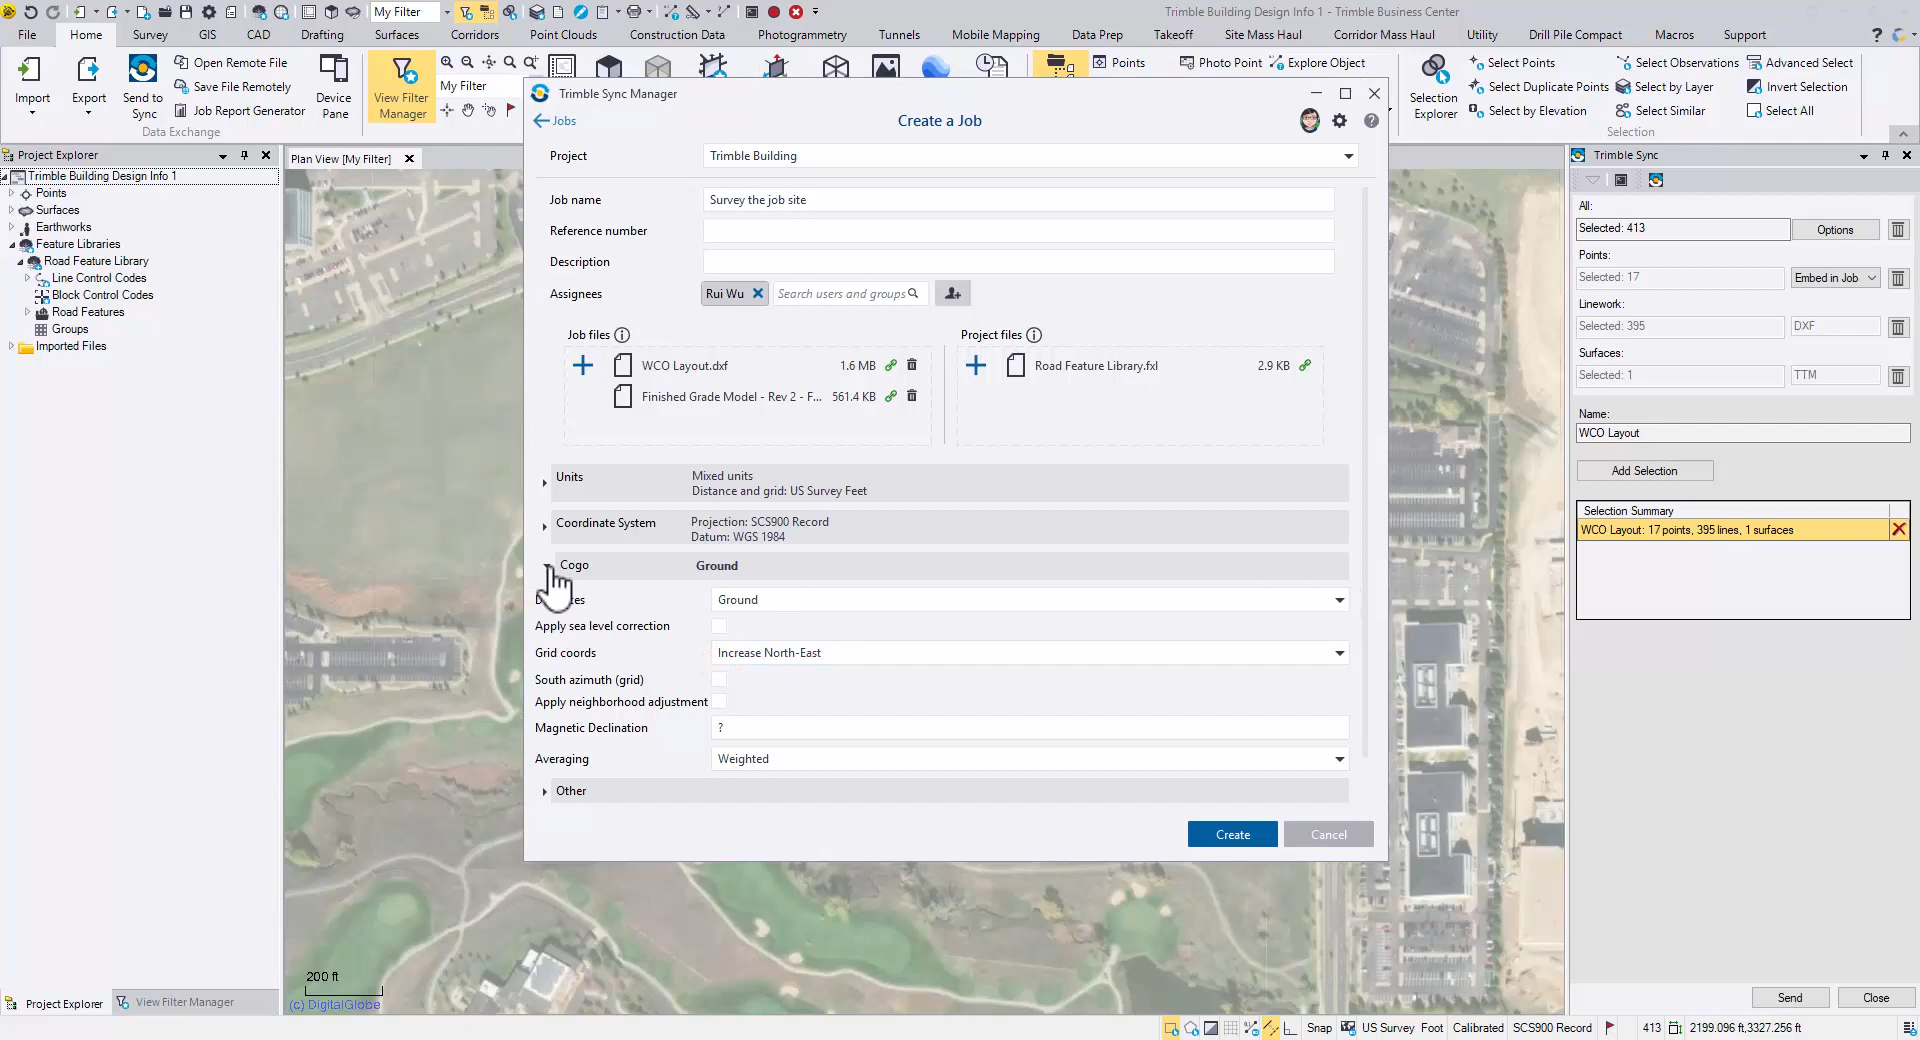 My Filter
Trimble Building Design Info 1 - Trimble Business Center
File
Home
Survey
GIS
CAD
Drafting
Surfaces
Corridors
Point Clouds
Construction Data
Photogrammetry
Tunnels
Mobile Mapping
Data Prep
Takeoff
Site Mass Haul
Corridor Mass Haul
Utility
Drill Pile Compact
Macros
Support
Import
Export
Send to Sync
Open Remote File
Save File Remotely
Job Report Generator
Data Exchange
Device Pane
View Filter Manager
My Filter
Points
Photo Point
Explore Object
Selection Explorer
Select Points
Select Duplicate Points
Select by Elevation
Select Observations
Select by Layer
Select Similar
Advanced Select
Invert Selection
Select All
Selection
Project Explorer
Trimble Building Design Info 1
Points
Surfaces
Earthworks
Feature Libraries
Road Feature Library
Line Control Codes
Block Control Codes
Road Features
Groups
Imported Files
Project Explorer
View Filter Manager
Plan View [My Filter]
200 ft
(c) DigitalGlobe
Trimble Sync Manager
Jobs
Create a Job
Project
Trimble Building
Job name
Survey the job site
Reference number
Description
Assignees
Rui Wu
Search users and groups
Job files
WCO Layout.dxf 1.6 MB
Finished Grade Model - Rev 2 - F... 561.4 KB
Project files
Road Feature Library.fxl 2.9 KB
Units
Mixed units
Distance and grid: US Survey Feet
Coordinate System
Projection: SCS900 Record
Datum: WGS 1984
Cogo
Ground
Ground
Apply sea level correction
Grid coords
Increase North-East
South azimuth (grid)
Apply neighborhood adjustment
Magnetic Declination
?
Averaging
Weighted
Other
Create
Cancel
Trimble Sync
All:
Selected: 413
Options
Points:
Selected: 17
Embed in Job
Linework:
Selected: 395
DXF
Surfaces:
Selected: 1
TTM
Name:
WCO Layout
Add Selection
Selection Summary
WCO Layout: 17 points, 395 lines, 1 surfaces
Send
Close
Snap
US Survey Foot
Calibrated
SCS900 Record
413
2199.096 ft,3327.256 ft